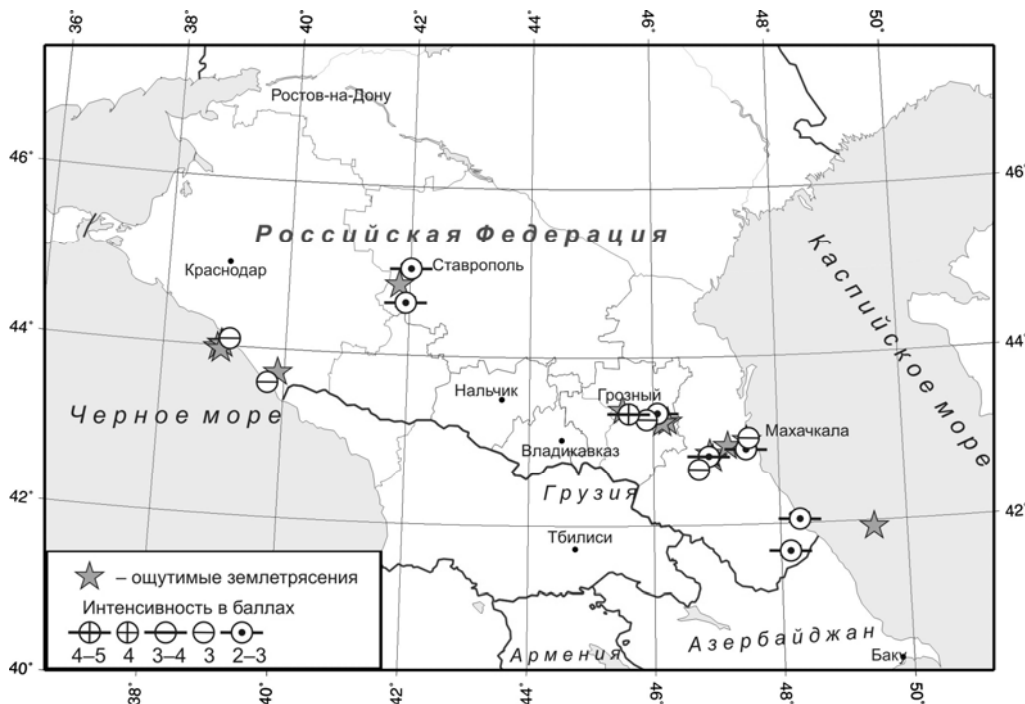 36 38 40 42 44 46 48 50
Ростов-на-Дону
46° 46°
Российская Федерация
Краснодар
Ставрополь
Каспийское море
44° 44°
Черное море
Нальчик
Грозный
Махачкала
Владикавказ
Грузия
42° 42°
Тбилиси
– ощутимые землетрясения
Интенсивность в баллах
4–5 4 3–4 3 2–3
Азербайджан
Армения
Баку
40° 40°
40 42 44 46 48 50